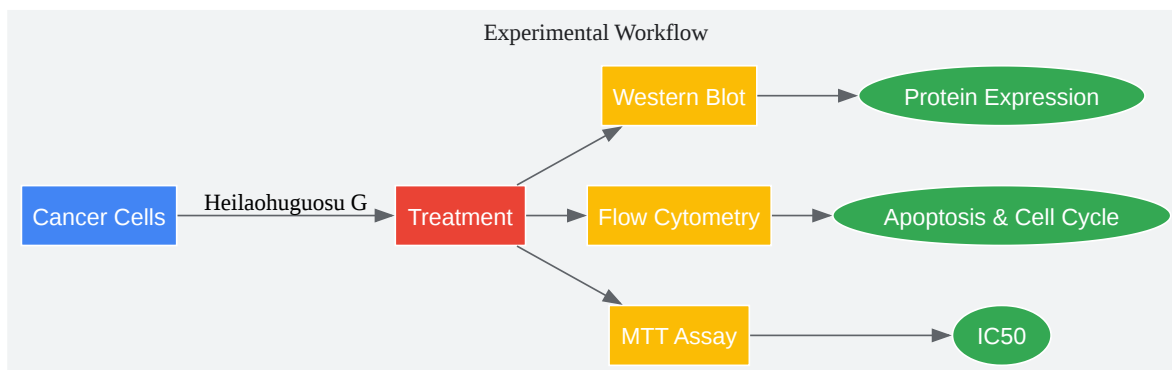 Experimental Workflow
Western Blot
Protein Expression
Cancer Cells
Heilaohuguosu G
Treatment
Flow Cytometry
Apoptosis & Cell Cycle
MTT Assay
IC50